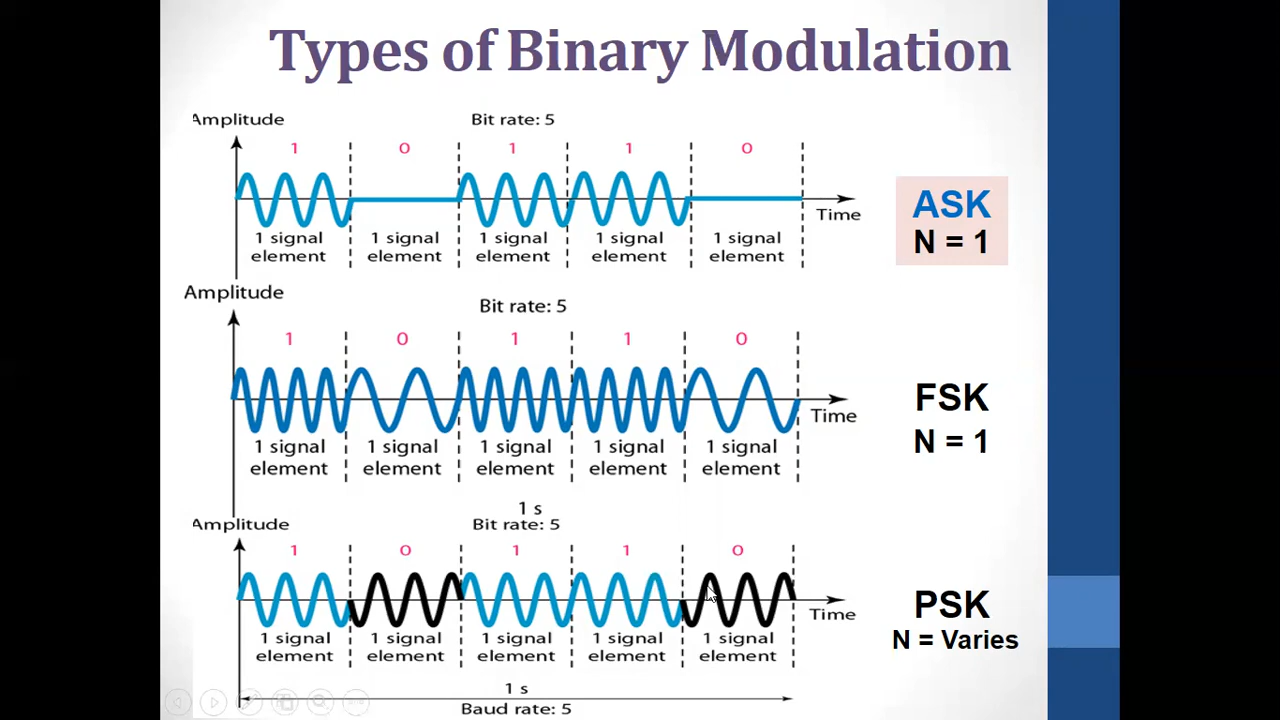 Types of Binary Modulation
Amplitude
Bit rate: 5
1 0 1 1 0
Time
1 signal element
1 signal element
1 signal element
1 signal element
1 signal element
ASK
N = 1
Amplitude
Bit rate: 5
1 0 1 1 0
Time
1 signal element
1 signal element
1 signal element
1 signal element
1 signal element
FSK
N = 1
1 s
Amplitude
Bit rate: 5
1 0 1 1 0
Time
1 signal element
1 signal element
1 signal element
1 signal element
1 signal element
PSK
N = Varies
1 s
Baud rate: 5